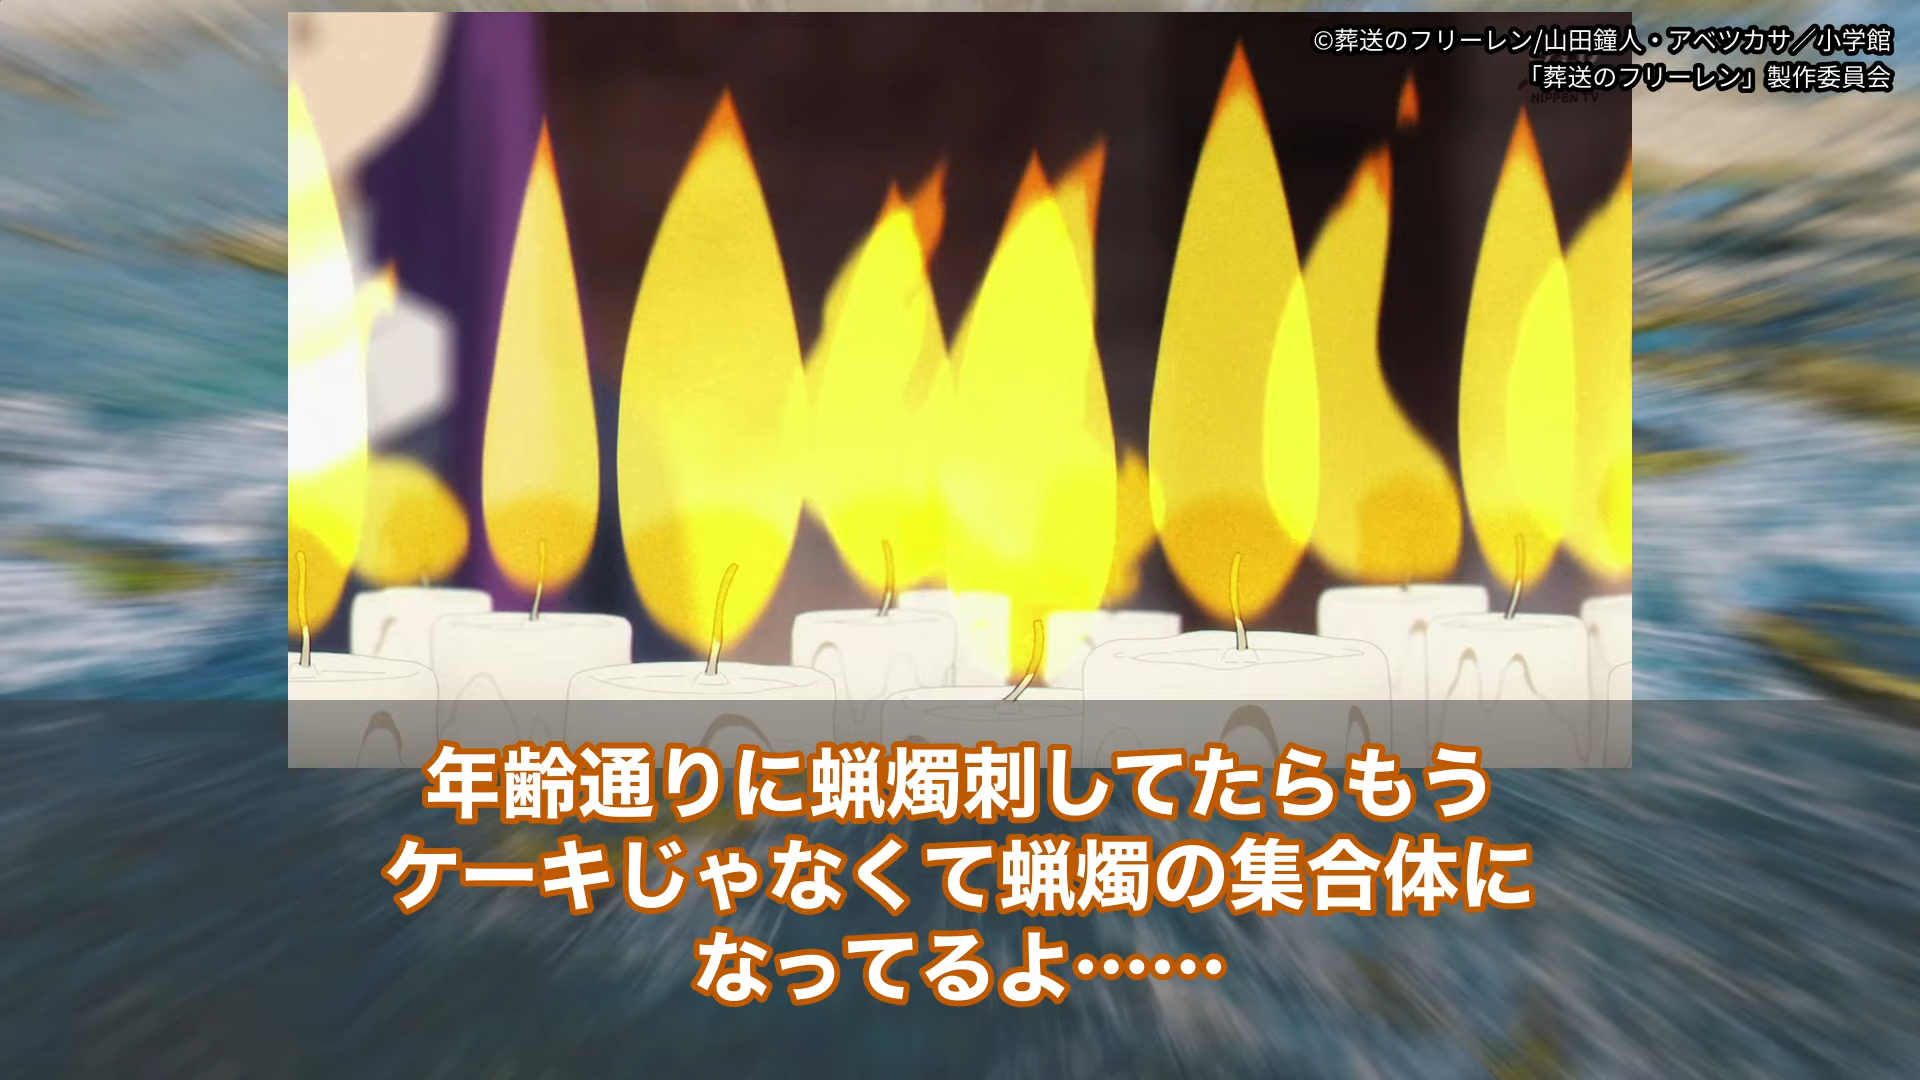 ©葬送のフリーレン/山田鐘人・アベツカサ／小学館
「葬送のフリーレン」製作委員会
NIPPON TV
年齢通りに蝋燭刺してたらもう
ケーキじゃなくて蝋燭の集合体に
なってるよ……